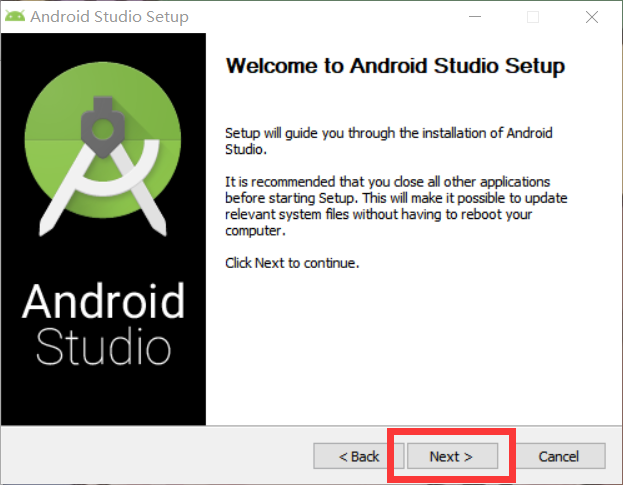 Android Studio Setup
Welcome to Android Studio Setup
Setup will guide you through the installation of Android
Studio.
It is recommended that you close all other applications
before starting Setup. This will make it possible to update
relevant system files without having to reboot your
computer.
Click Next to continue.
Android
Studio
< Back
Next >
Cancel